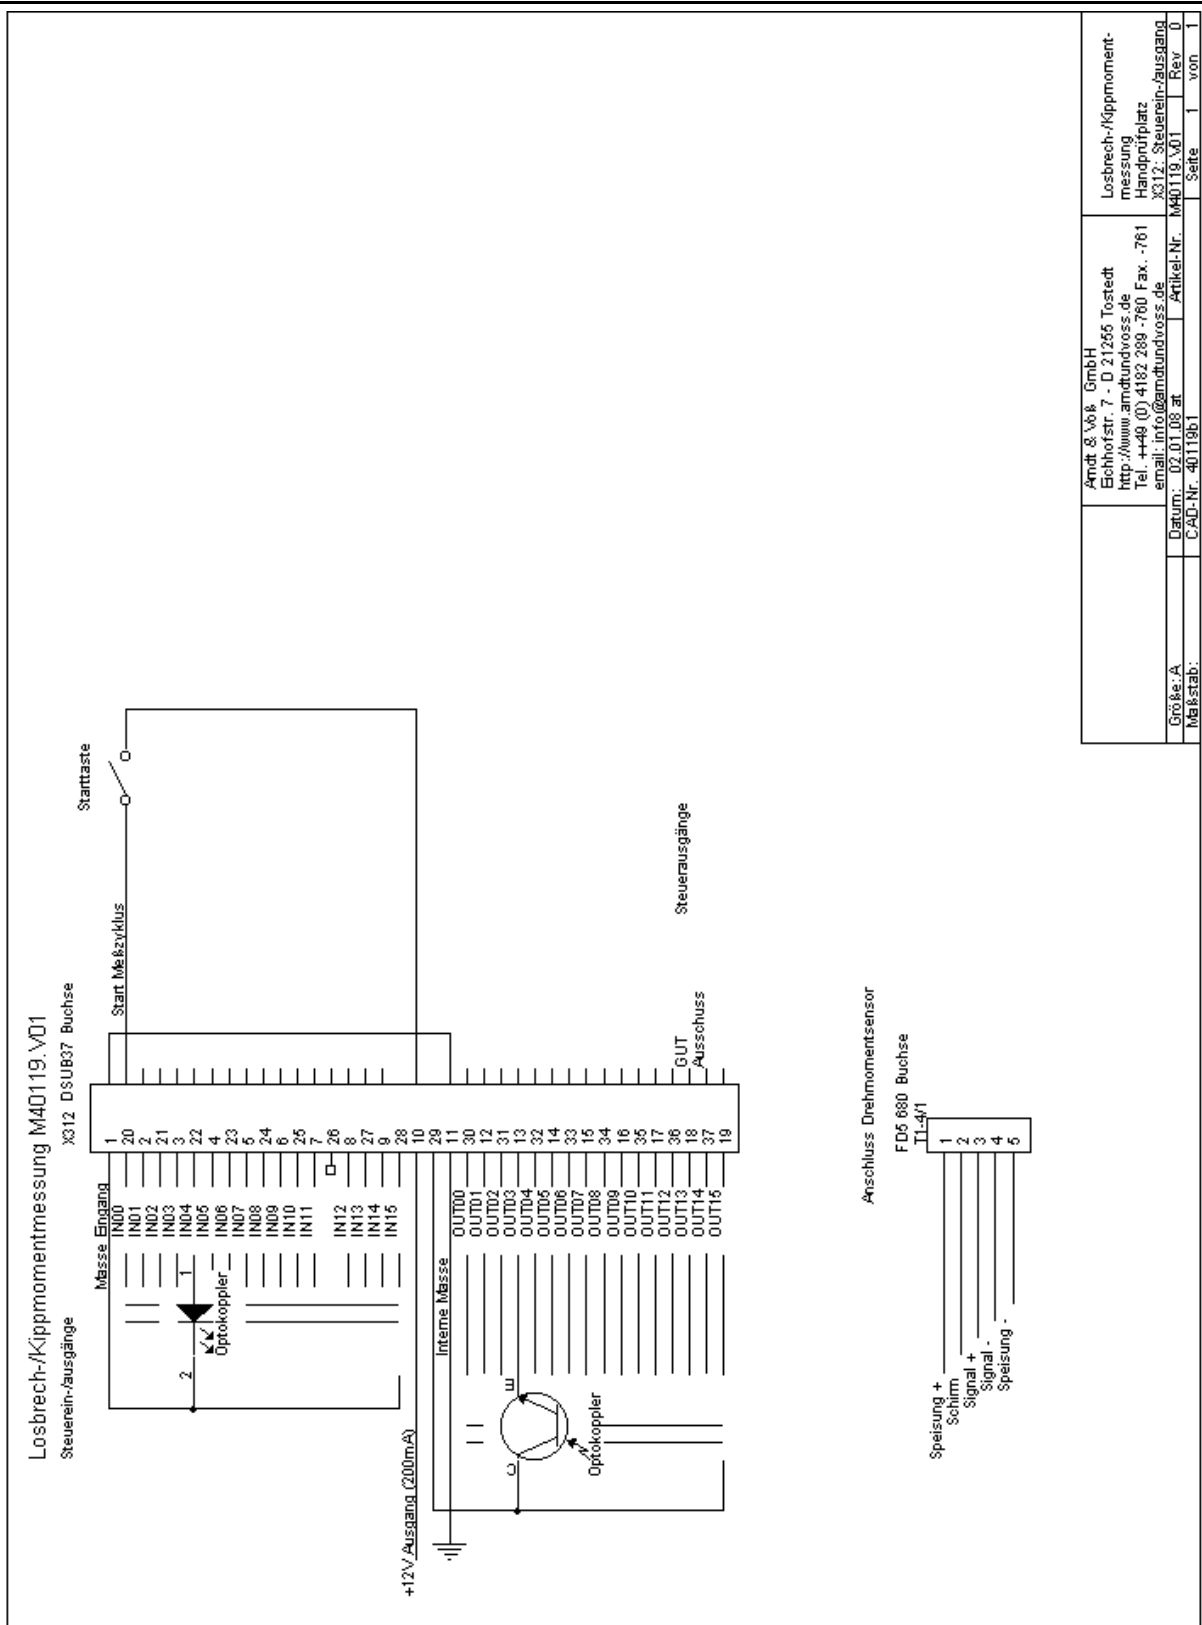 Losbrech-/Kippmomentmessung M40119.V01
Steuerein-/ausgänge
X312 DSUB37 Buchse
Starttaste
Masse Eingang
1
Start Meßzyklus
IN00
20
IN01
2
IN02
21
IN03
3
IN04
22
IN05
4
IN06
23
IN07
5
IN08
24
IN09
6
IN10
25
IN11
7
26
IN12
8
IN13
27
IN14
9
IN15
28
2
1
Optokoppler
+12V Ausgang (200mA)
10
29
Interne Masse
11
OUT00
30
OUT01
12
OUT02
31
OUT03
13
OUT04
32
OUT05
14
OUT06
33
OUT07
15
OUT08
34
OUT09
16
OUT10
35
OUT11
17
OUT12
36
OUT13
18
OUT14
37
OUT15
19
C
E
Optokoppler
GUT
Ausschuss
Steuerausgänge
Anschluss Drehmomentsensor
FD5 680 Buchse
T1-4/1
Speisung +
1
Schirm
2
Signal +
3
Signal -
4
Speisung -
5
Arndt & Voß GmbH
Eichhofstr. 7 - D 21255 Tostedt
http://www.arndtundvoss.de
Tel. ++49 (0) 4182 289 -760 Fax. -761
email: info@arndtundvoss.de
Losbrech-/Kippmoment-
messung
Handprüfplatz
X312: Steuerein-/ausgang
Größe: A
Datum: 02.01.08 at
Artikel-Nr. M40119.V01
Rev 0
Maßstab:
CAD-Nr. 40119b1
Seite 1 von 1